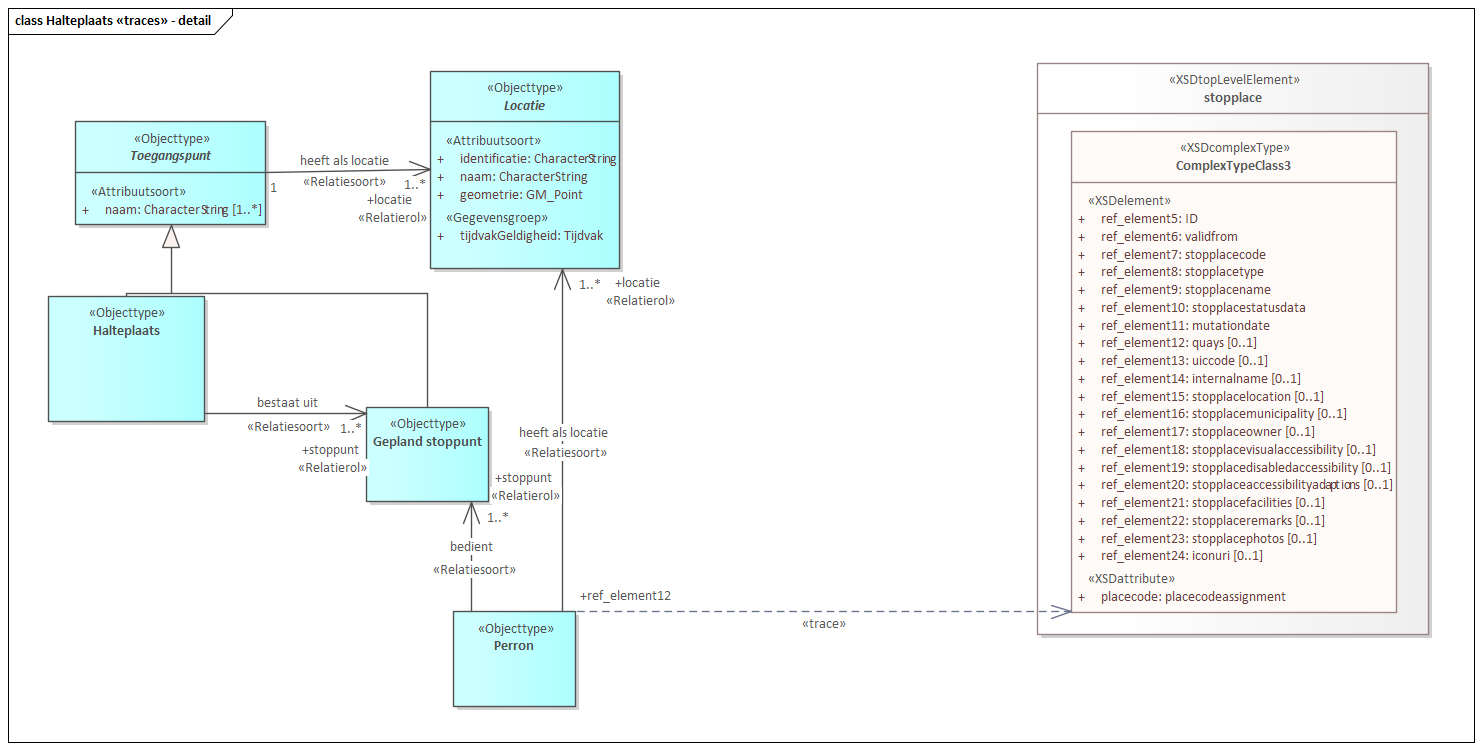 class Halteplaats «traces» - detail
«Objecttype»
Toegangspunt
«Attribuutsoort»
+ naam: CharacterString [1..*]
heeft als locatie
1
«Relatiesoort»
1..*
+locatie
«Relatierol»
«Objecttype»
Locatie
«Attribuutsoort»
+ identificatie: CharacterString
+ naam: CharacterString
+ geometrie: GM_Point
«Gegevensgroep»
+ tijdvakGeldigheid: Tijdvak
1..*
+locatie
«Relatierol»
«Objecttype»
Halteplaats
bestaat uit
«Relatiesoort»
1..*
+stoppunt
«Relatierol»
«Objecttype»
Gepland stoppunt
heeft als locatie
«Relatiesoort»
+stoppunt
«Relatierol»
1..*
bedient
«Relatiesoort»
«Objecttype»
Perron
+ref_element12
«trace»
«XSDtopLevelElement»
stopplace
«XSDcomplexType»
ComplexTypeClass3
«XSDelement»
+ ref_element5: ID
+ ref_element6: validfrom
+ ref_element7: stopplacecode
+ ref_element8: stopplacetype
+ ref_element9: stopplacename
+ ref_element10: stopplacestatusdata
+ ref_element11: mutationdate
+ ref_element12: quays [0..1]
+ ref_element13: uiccode [0..1]
+ ref_element14: internalname [0..1]
+ ref_element15: stopplacelocation [0..1]
+ ref_element16: stopplacemunicipality [0..1]
+ ref_element17: stopplaceowner [0..1]
+ ref_element18: stopplacevisualaccessibility [0..1]
+ ref_element19: stopplacedisabledaccessibility [0..1]
+ ref_element20: stopplaceaccessibilityadaptions [0..1]
+ ref_element21: stopplacefacilities [0..1]
+ ref_element22: stopplaceremarks [0..1]
+ ref_element23: stopplacephotos [0..1]
+ ref_element24: iconuri [0..1]
«XSDattribute»
+ placecode: placecodeassignment